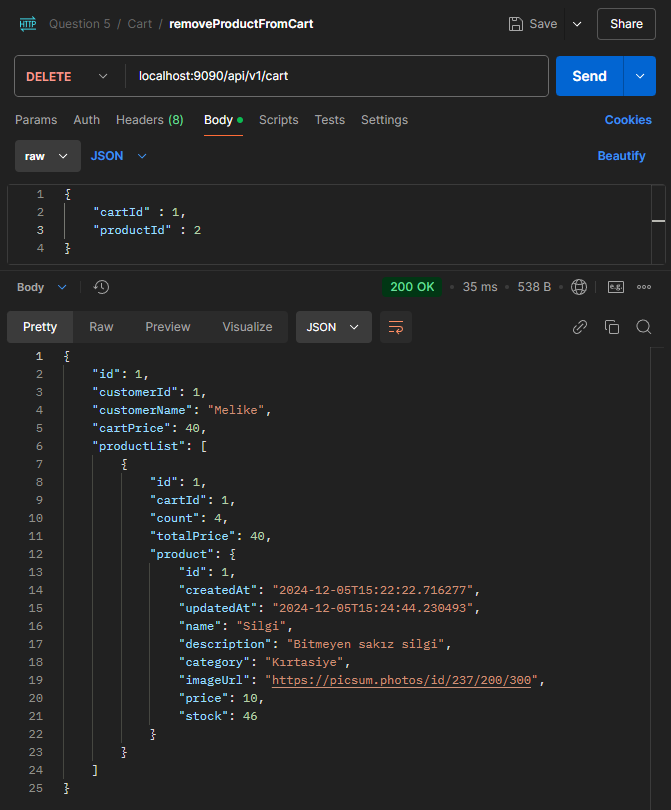 HTTP Question 5 / Cart / removeProductFromCart Save Share
DELETE localhost:9090/api/v1/cart Send
Params Auth Headers (8) Body Scripts Tests Settings Cookies
raw JSON Beautify
1 {
2 "cartId" : 1,
3 "productId" : 2
4 }
Body 200 OK • 35 ms • 538 B • e.g.
Pretty Raw Preview Visualize JSON
1 {
2 "id": 1,
3 "customerId": 1,
4 "customerName": "Melike",
5 "cartPrice": 40,
6 "productList": [
7 {
8 "id": 1,
9 "cartId": 1,
10 "count": 4,
11 "totalPrice": 40,
12 "product": {
13 "id": 1,
14 "createdAt": "2024-12-05T15:22:22.716277",
15 "updatedAt": "2024-12-05T15:24:44.230493",
16 "name": "Silgi",
17 "description": "Bitmeyen sakız silgi",
18 "category": "Kırtasiye",
19 "imageUrl": "https://picsum.photos/id/237/200/300",
20 "price": 10,
21 "stock": 46
22 }
23 }
24 ]
25 }